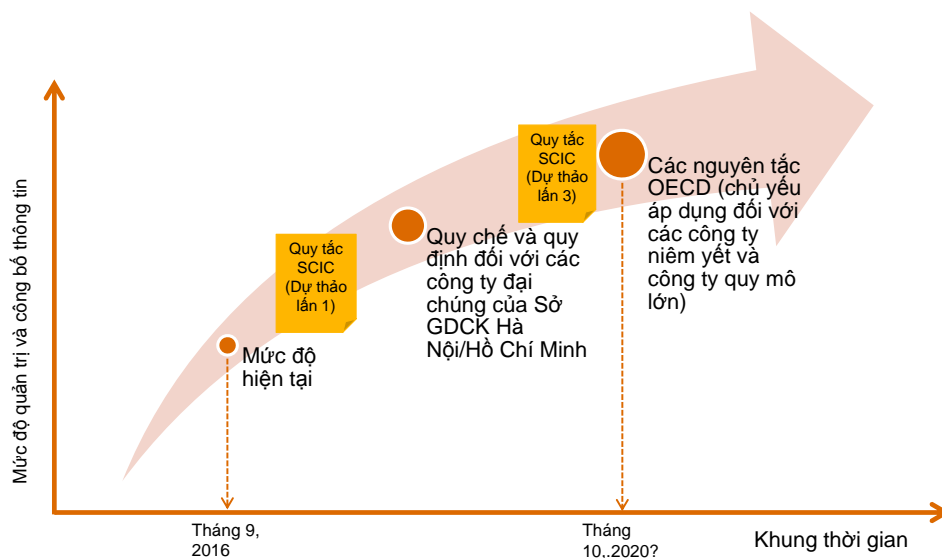 Mức độ quản trị và công bố thông tin
Quy tắc
SCIC
(Dự thảo
lần 1)
Quy tắc
SCIC
(Dự thảo
lấn 3)
Mức độ
hiện tại
Quy chế và quy
định đối với các
công ty đại
chúng của Sở
GDCK Hà
Nội/Hồ Chí Minh
Các nguyên tắc
OECD (chủ yếu
áp dụng đối với
các công ty
niêm yết và
công ty quy mô
lớn)
Tháng 9,
2016
Tháng
10,.2020?
Khung thời gian